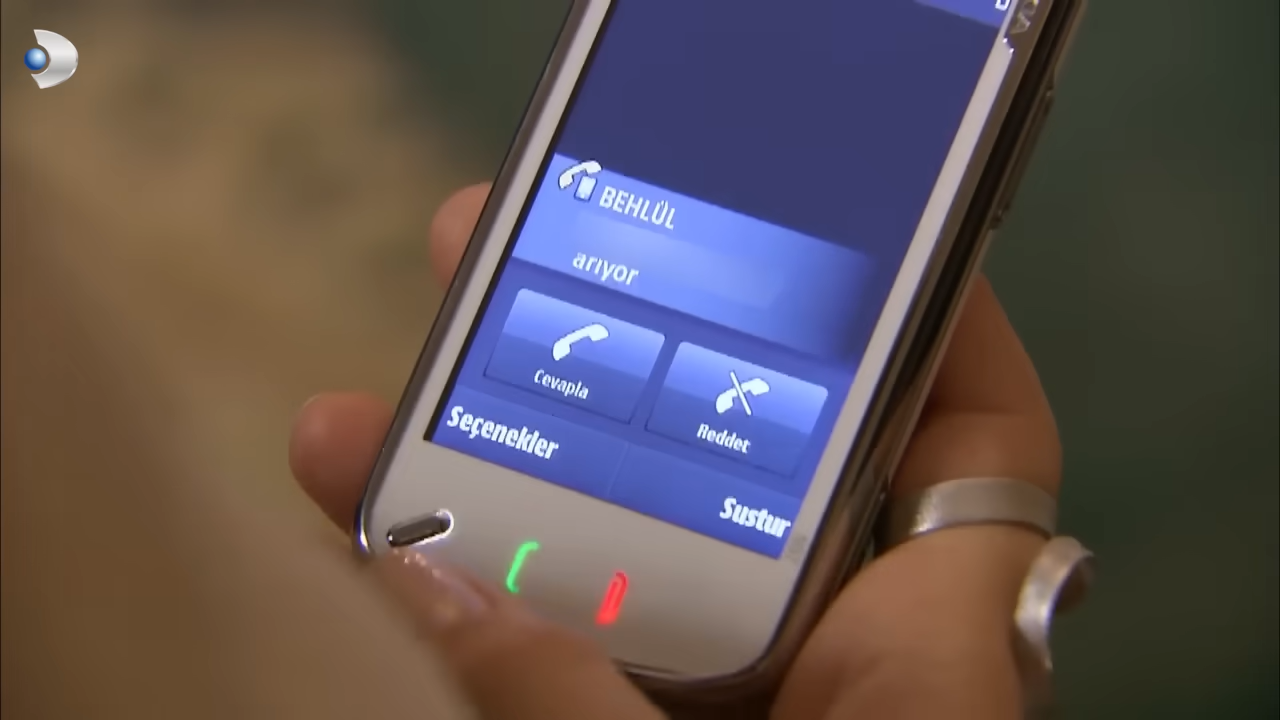 BEHLÜL
arıyor
Cevapla
Reddet
Seçenekler
Sustur